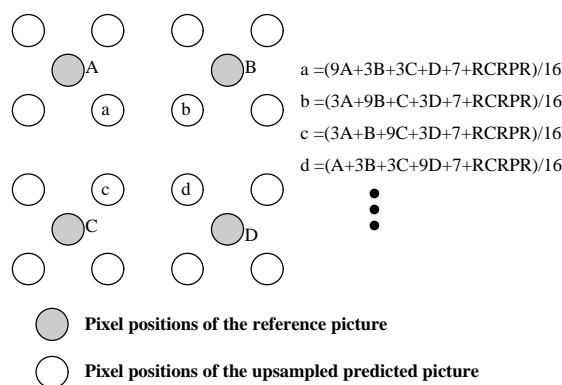 A
B
a =(9A+3B+3C+D+7+RCRPR)/16
a
b
b =(3A+9B+C+3D+7+RCRPR)/16
c =(3A+B+9C+3D+7+RCRPR)/16
d =(A+3B+3C+9D+7+RCRPR)/16
c
d
C
D
Pixel positions of the reference picture
Pixel positions of the upsampled predicted picture